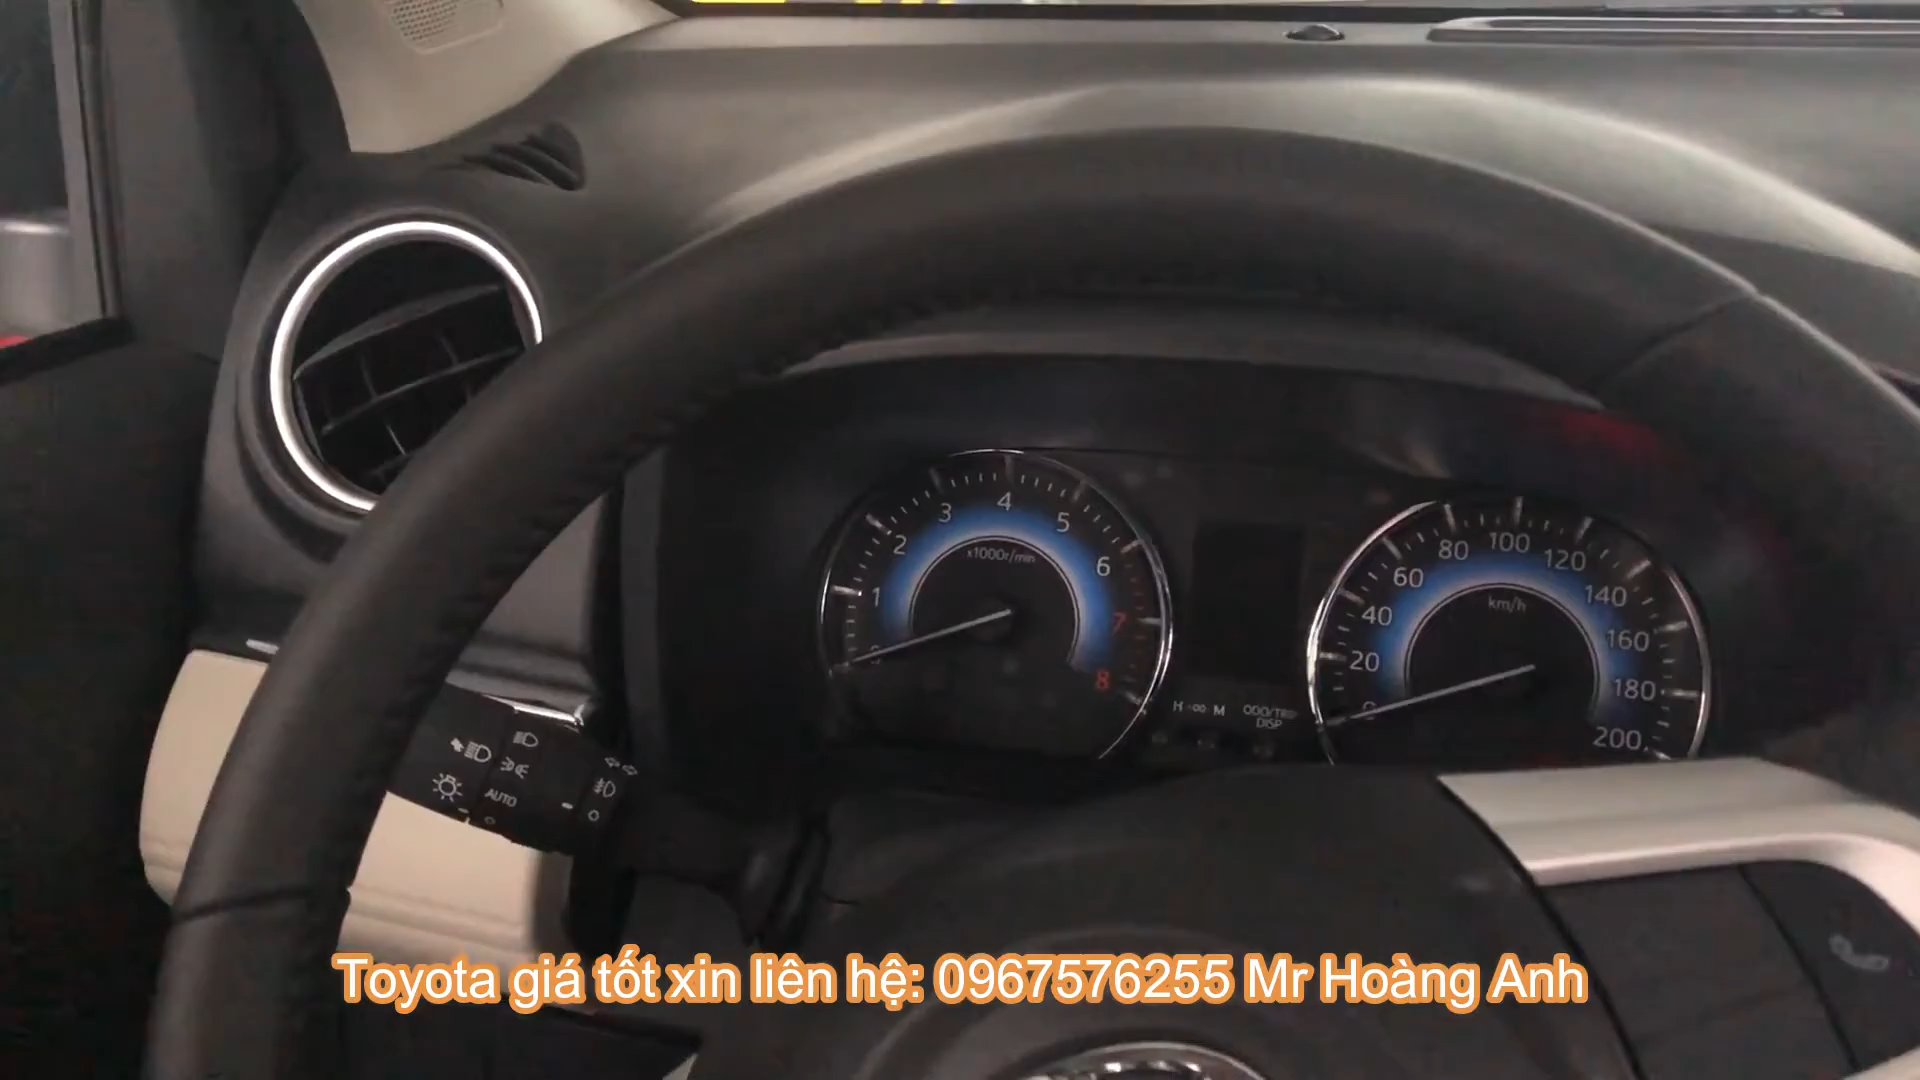 4
3
5
2
x1000r/min
6
1
7
8
100
80
120
60
km/h
140
40
160
20
180
200
H
M
ODO/TRIP
DISP
AUTO
Toyota giá tốt xin liên hệ: 0967576255 Mr Hoàng Anh